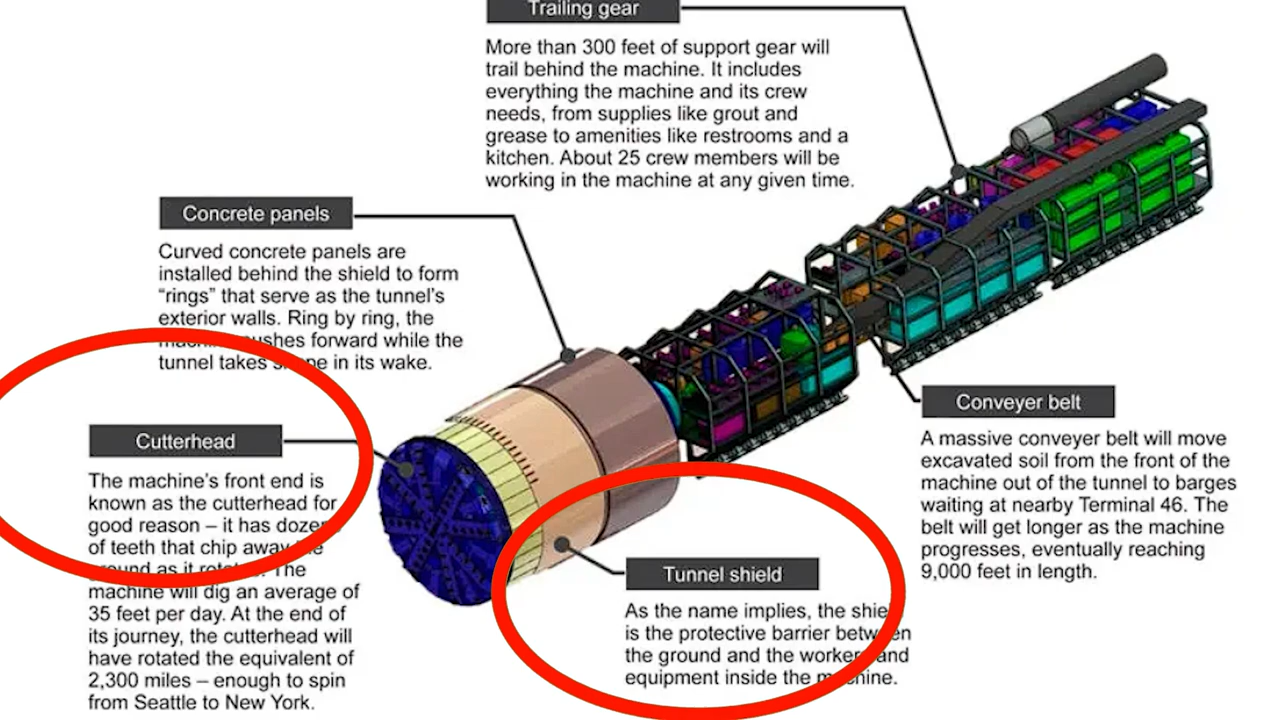 Trailing gear
More than 300 feet of support gear will
trail behind the machine. It includes
everything the machine and its crew
needs, from supplies like grout and
grease to amenities like restrooms and a
kitchen. About 25 crew members will be
working in the machine at any given time.
Concrete panels
Curved concrete panels are
installed behind the shield to form
“rings” that serve as the tunnel’s
exterior walls. Ring by ring, the
machine pushes forward while the
tunnel takes shape in its wake.
Cutterhead
The machine’s front end is
known as the cutterhead for
good reason – it has dozens
of teeth that chip away the
ground as it rotates. The
machine will dig an average of
35 feet per day. At the end of
its journey, the cutterhead will
have rotated the equivalent of
2,300 miles – enough to spin
from Seattle to New York.
Tunnel shield
As the name implies, the shield
is the protective barrier between
the ground and the workers and
equipment inside the machine.
Conveyer belt
A massive conveyer belt will move
excavated soil from the front of the
machine out of the tunnel to barges
waiting at nearby Terminal 46. The
belt will get longer as the machine
progresses, eventually reaching
9,000 feet in length.